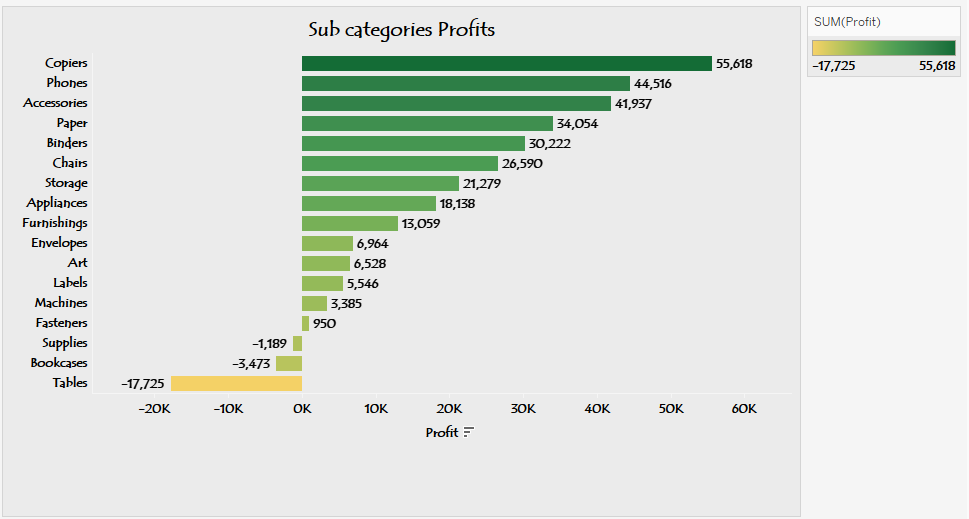 Sub categories Profits
SUM(Profit)
-17,725 55,618
Copiers 55,618
Phones 44,516
Accessories 41,937
Paper 34,054
Binders 30,222
Chairs 26,590
Storage 21,279
Appliances 18,138
Furnishings 13,059
Envelopes 6,964
Art 6,528
Labels 5,546
Machines 3,385
Fasteners 950
Supplies -1,189
Bookcases -3,473
Tables -17,725
-20K -10K 0K 10K 20K 30K 40K 50K 60K
Profit